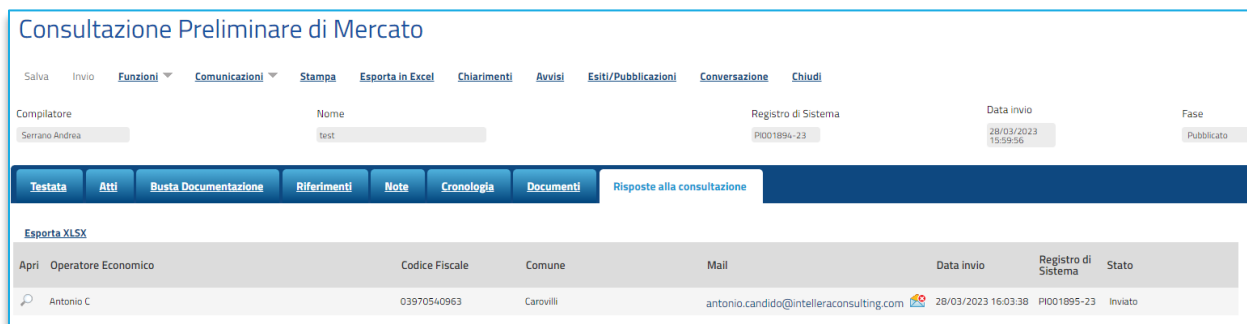 Consultazione Preliminare di Mercato
Salva Invio Funzioni Comunicazioni Stampa Esporta in Excel Chiarimenti Avvisi Esiti/Pubblicazioni Conversazione Chiudi
Compilatore Nome Registro di Sistema Data invio Fase
Serrano Andrea test PI001894-23 28/03/2023 15:59:56 Pubblicato
Testata Atti Busta Documentazione Riferimenti Note Cronologia Documenti Risposte alla consultazione
Esporta XLSX
Apri Operatore Economico Codice Fiscale Comune Mail Data invio Registro di Sistema Stato
Antonio C 03970540963 Carovilli antonio.candido@intelleraconsulting.com 28/03/2023 16:03:38 PI001895-23 Inviato